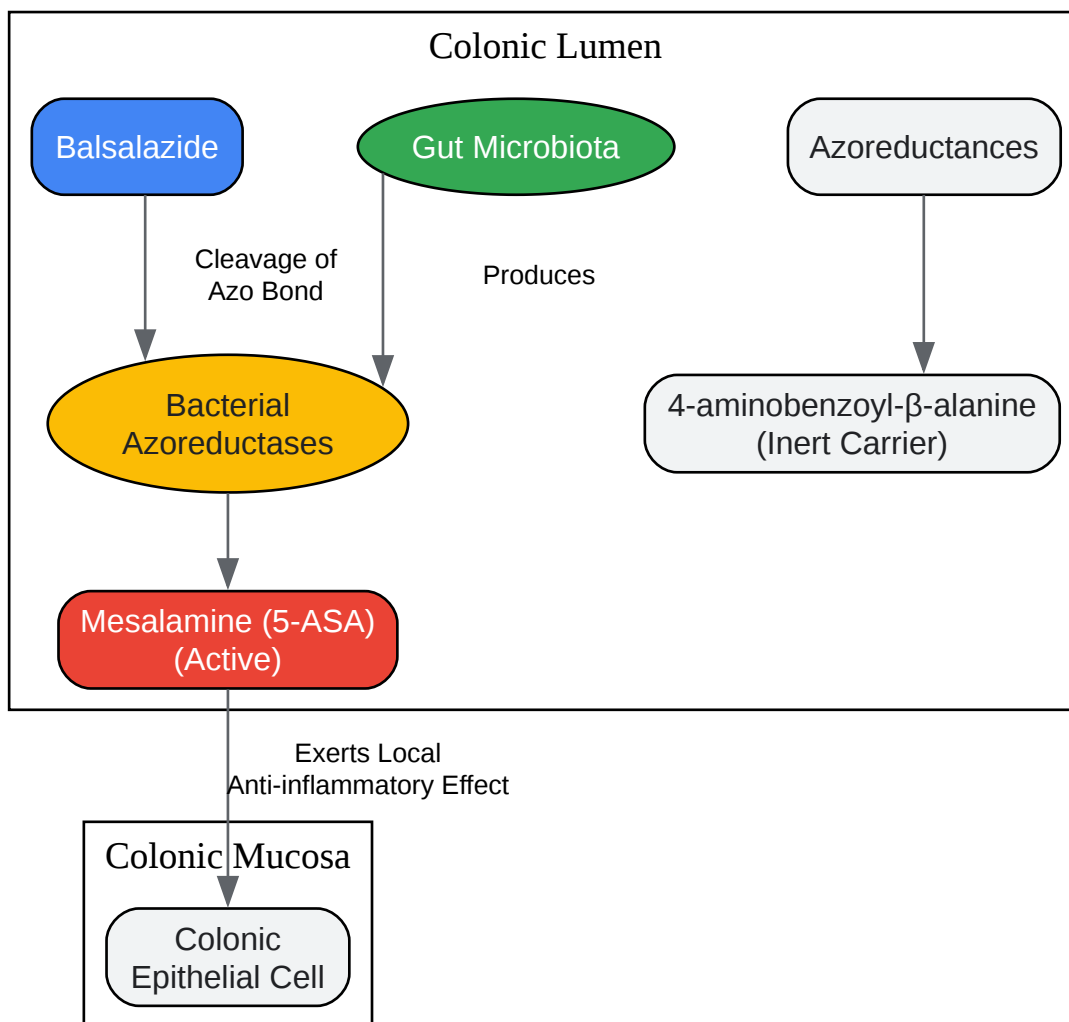 Colonic Lumen
Balsalazide
Gut Microbiota
Azoreductances
Cleavage of
Azo Bond
Produces
Bacterial
Azoreductases
4-aminobenzoyl-β-alanine
(Inert Carrier)
Mesalamine (5-ASA)
(Active)
Exerts Local
Anti-inflammatory Effect
Colonic Mucosa
Colonic
Epithelial Cell